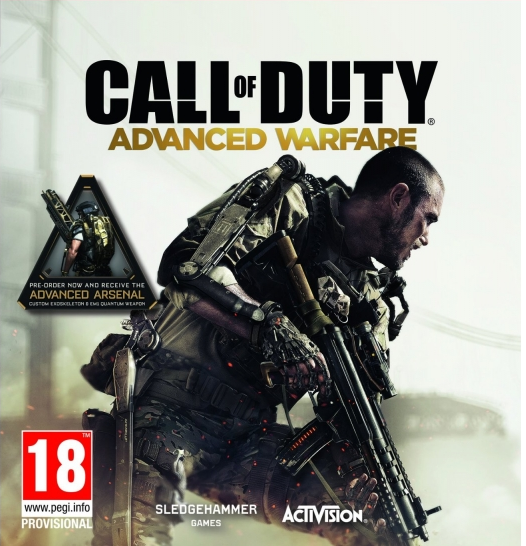 CALL OF DUTY®
ADVANCED WARFARE
PRE-ORDER NOW AND RECEIVE THE
ADVANCED ARSENAL
CUSTOM EXOSKELETON & EM1 QUANTUM WEAPON
18 ™
www.pegi.info
PROVISIONAL
SLEDGEHAMMER
GAMES
ACTIVISION®